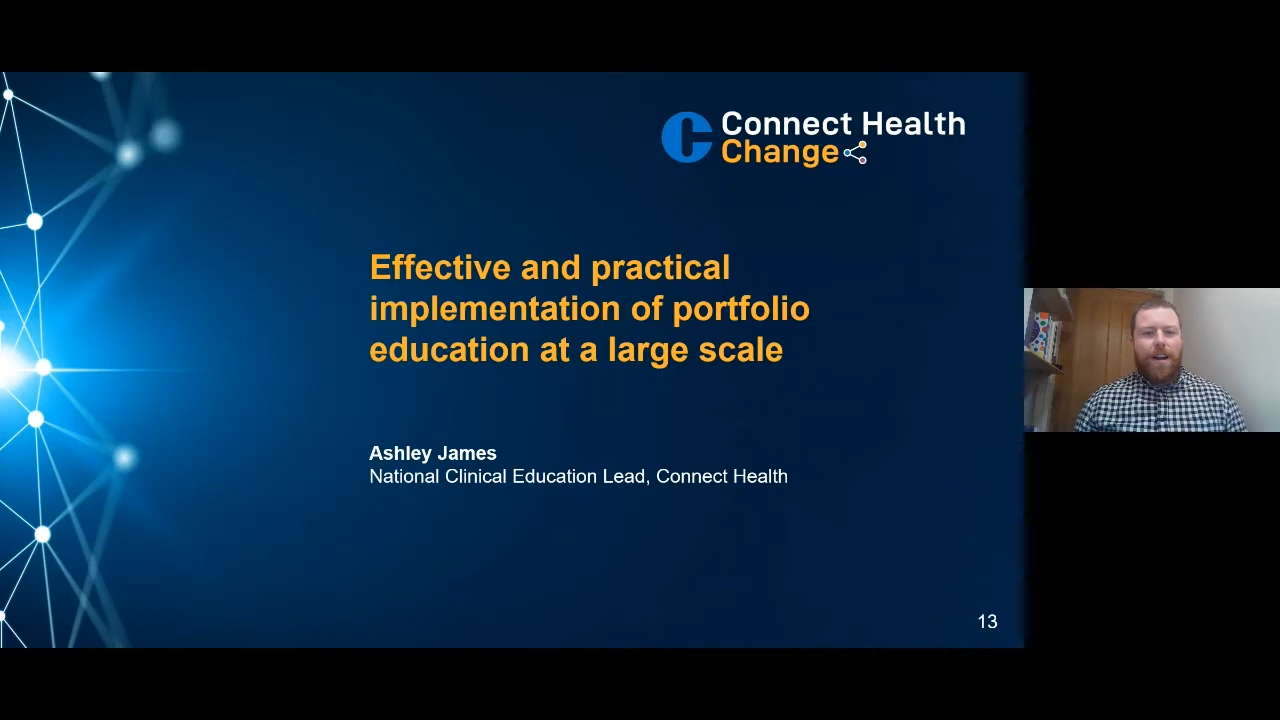 Connect Health
Change
Effective and practical
implementation of portfolio
education at a large scale
Ashley James
National Clinical Education Lead, Connect Health
13